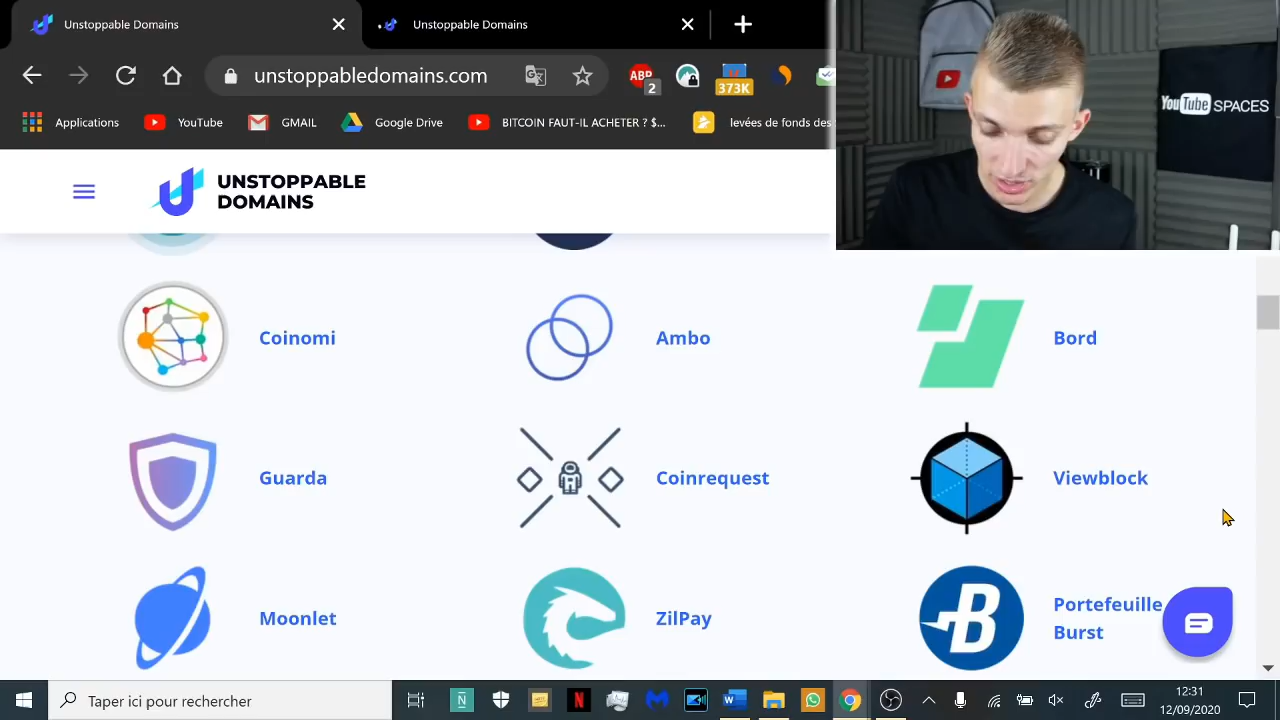 Unstoppable Domains
Unstoppable Domains
unstoppabledomains.com
ABP
2
373K
YouTube SPACES
Applications
YouTube
GMAIL
Google Drive
BITCOIN FAUT-IL ACHETER ? $...
levées de fonds des
UNSTOPPABLE
DOMAINS
Coinomi
Ambo
Bord
Guarda
Coinrequest
Viewblock
Moonlet
ZilPay
Portefeuille
Burst
Taper ici pour rechercher
12:31
12/09/2020